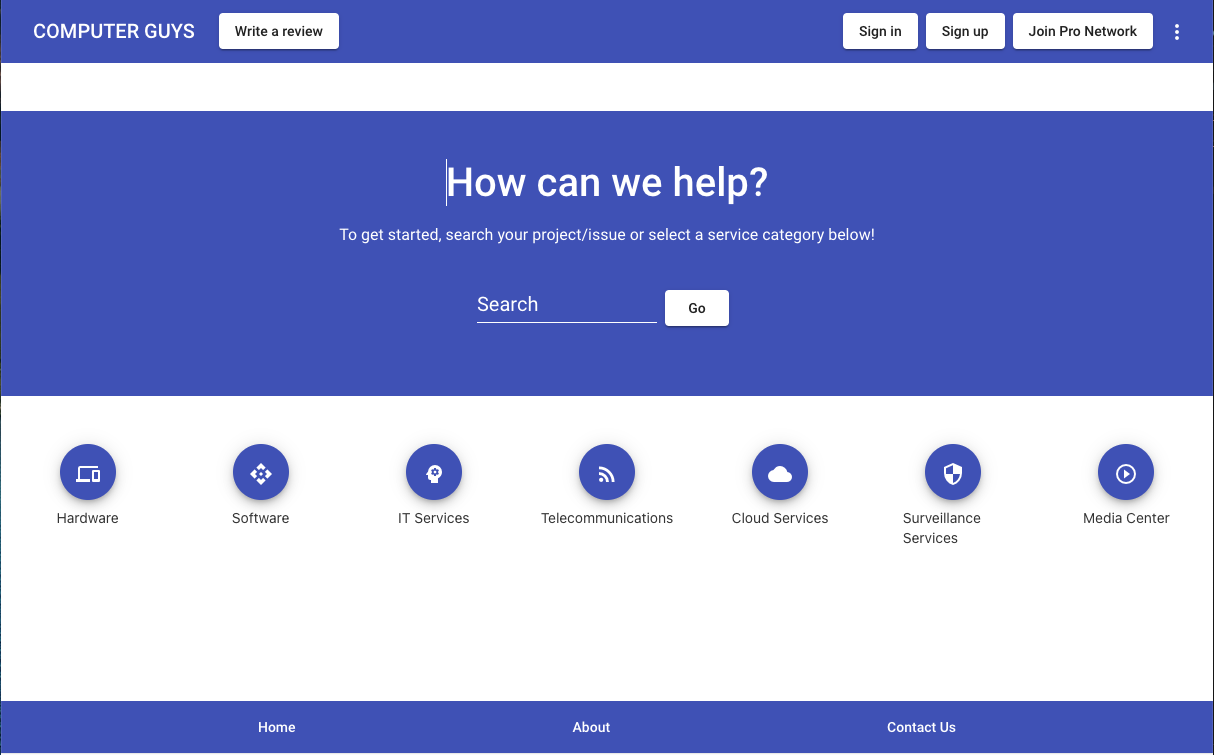 COMPUTER GUYS Write a review Sign in Sign up Join Pro Network
How can we help?
To get started, search your project/issue or select a service category below!
Search Go
Hardware Software IT Services Telecommunications Cloud Services Surveillance Services Media Center
Home About Contact Us